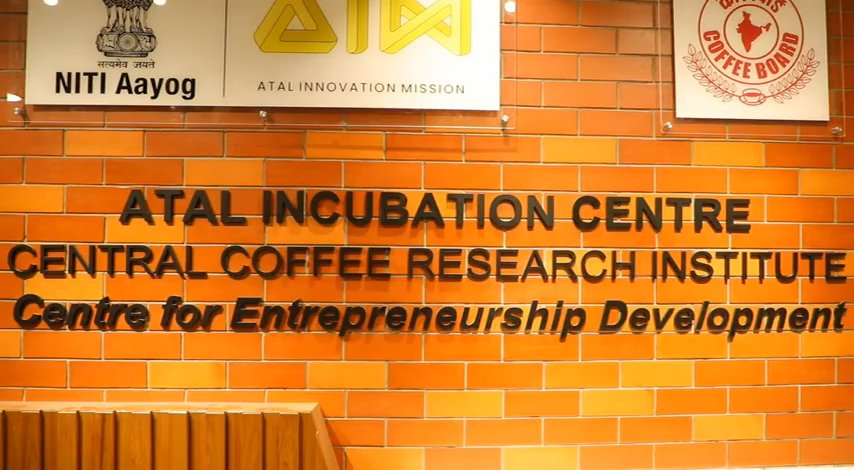 सत्यमेव जयते
NITI Aayog
AIM
ATAL INNOVATION MISSION
COFFEE BOARD
ATAL INCUBATION CENTRE
CENTRAL COFFEE RESEARCH INSTITUTE
Centre for Entrepreneurship Development